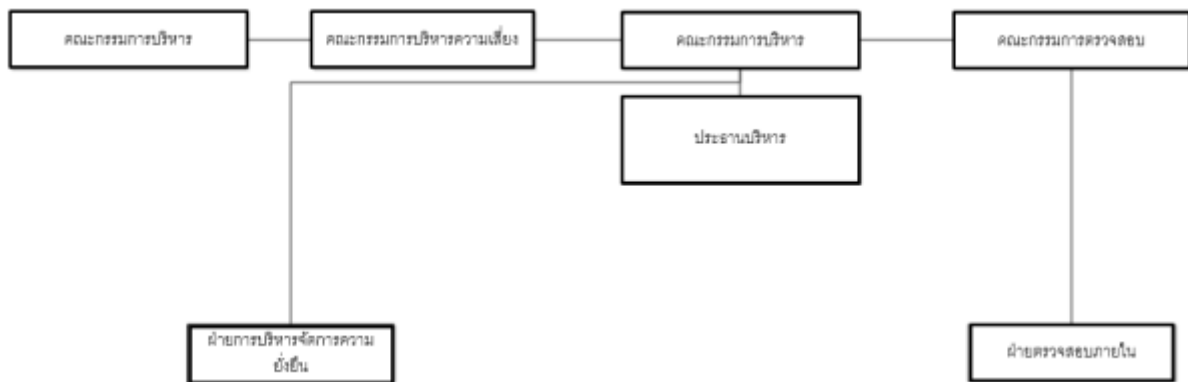 คณะกรรมการบริหาร
คณะกรรมการบริหารความเสี่ยง
คณะกรรมการบริหาร
คณะกรรมการตรวจสอบ
ประธานบริหาร
ฝ่ายการบริหารจัดการความ
ยั่งยืน
ฝ่ายตรวจสอบภายใน